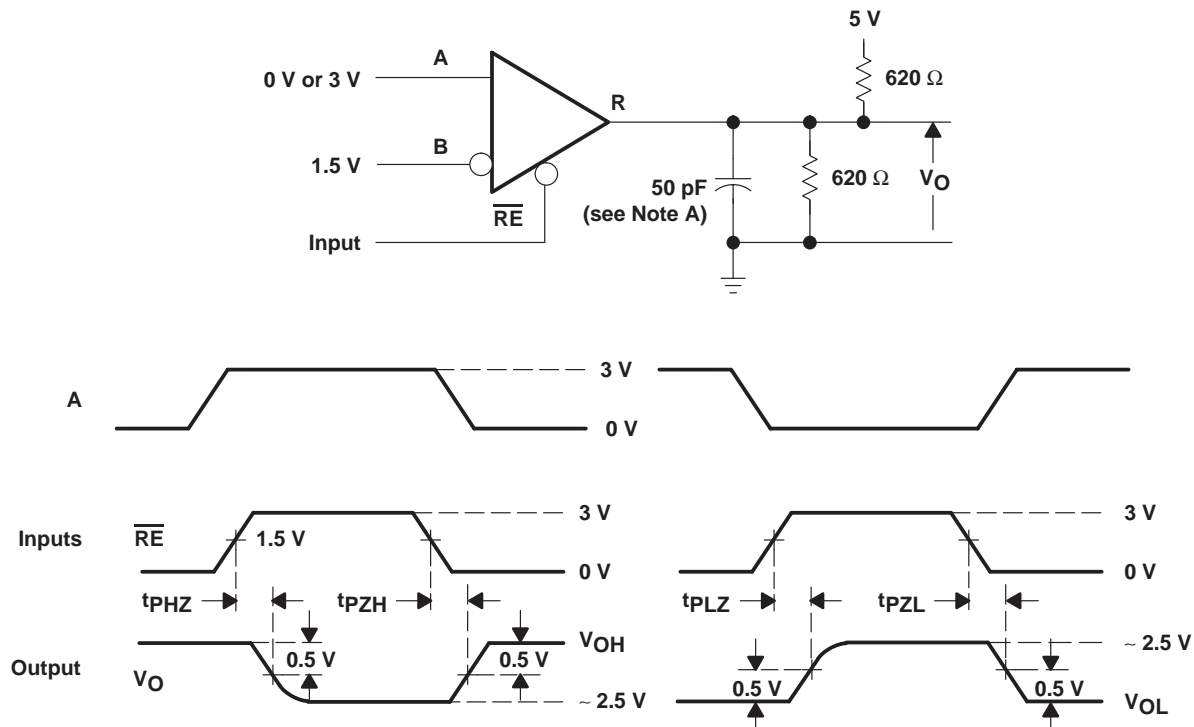 5 V
A
0 V or 3 V
620 Ω
R
B
1.5 V
620 Ω
VO
50 pF
(see Note A)
RE
Input
3 V
A
0 V
3 V
3 V
Inputs
RE
1.5 V
0 V
0 V
tPHZ
tPZH
tPLZ
tPZL
VOH
~ 2.5 V
Output
VO
0.5 V
0.5 V
0.5 V
0.5 V
~ 2.5 V
VOL